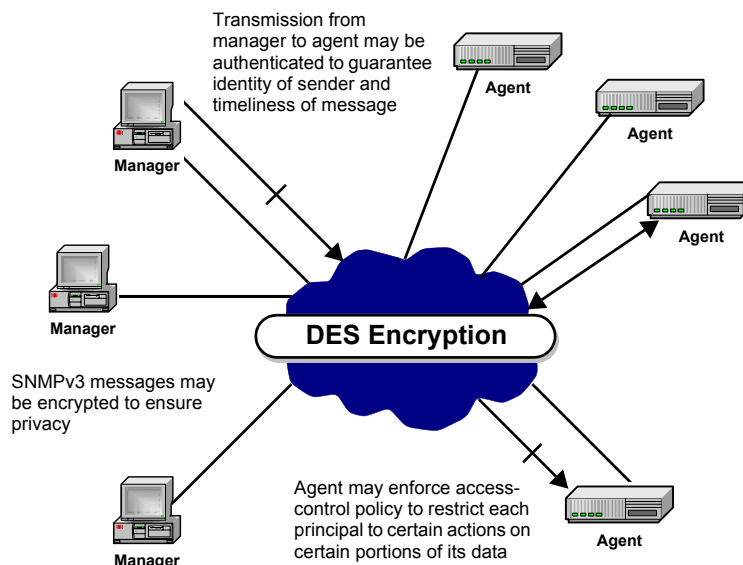 Transmission from
manager to agent may be
authenticated to guarantee
identity of sender and
timeliness of message
Agent
Agent
Manager
Agent
Manager
DES Encryption
SNMPv3 messages may
be encrypted to ensure
privacy
Agent may enforce access-
control policy to restrict each
principal to certain actions on
certain portions of its data
Agent
Manager